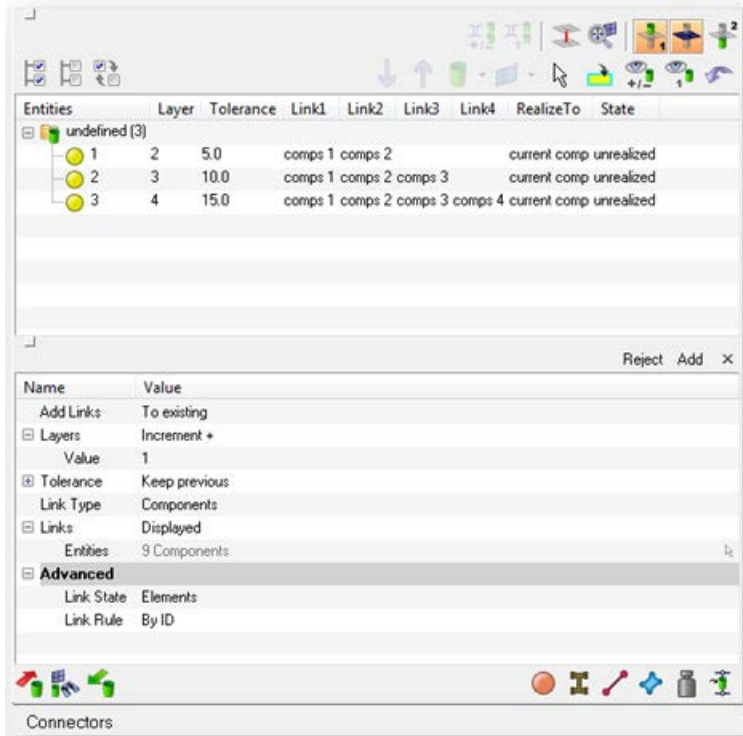 +/- 1 2
+/- 1
Entities Layer Tolerance Link1 Link2 Link3 Link4 RealizeTo State
undefined (3)
1 2 5.0 comps 1 comps 2 current comp unrealized
2 3 10.0 comps 1 comps 2 comps 3 current comp unrealized
3 4 15.0 comps 1 comps 2 comps 3 comps 4 current comp unrealized
Reject Add ×
Name Value
Add Links To existing
Layers Increment +
Value 1
Tolerance Keep previous
Link Type Components
Links Displayed
Entities 9 Components
Advanced
Link State Elements
Link Rule By ID
Connectors